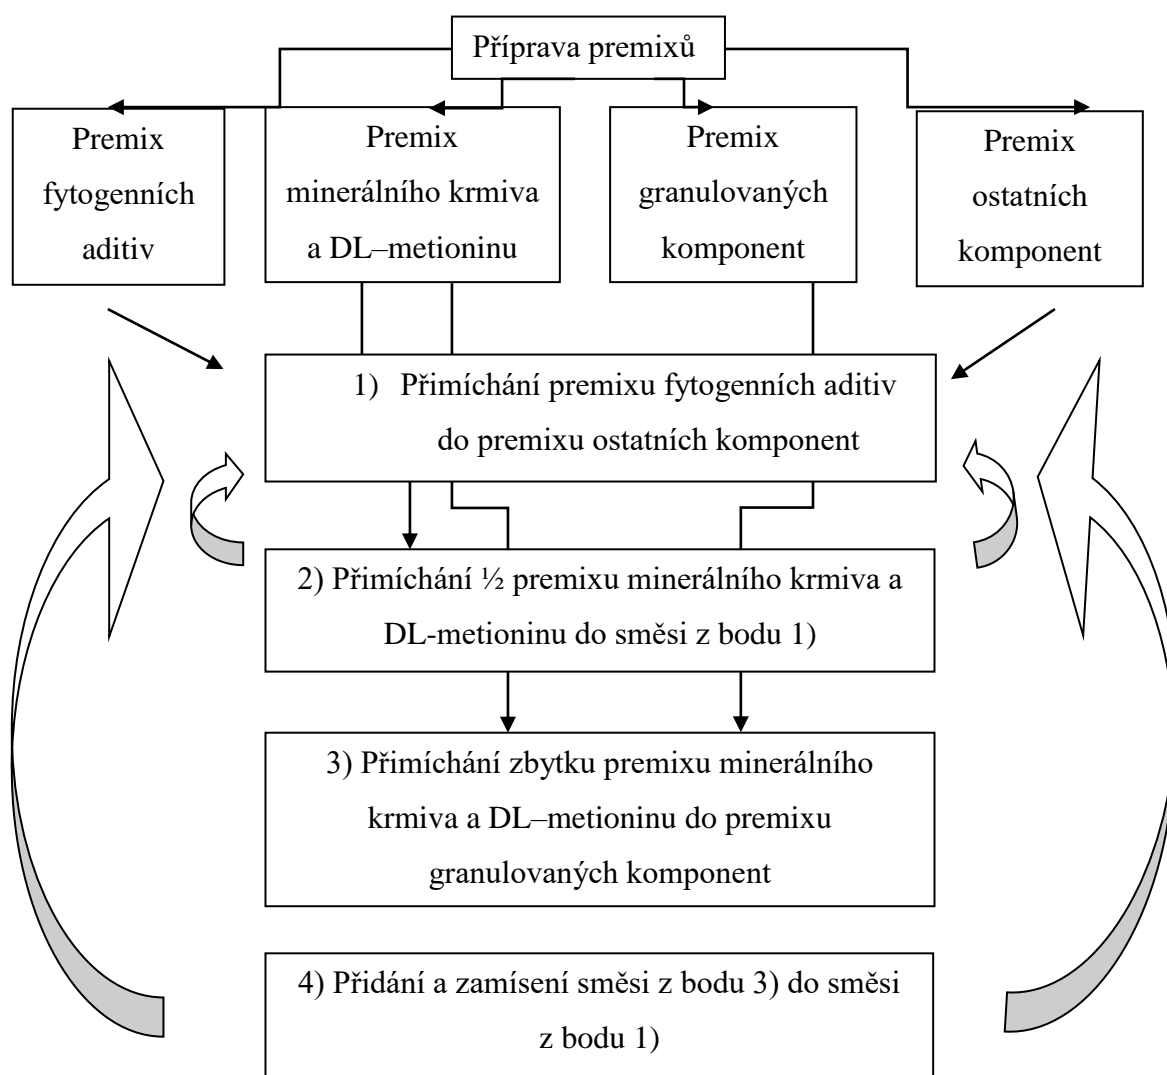 Příprava premixů
Premix
fytogenních
aditiv
Premix
minerálního krmiva
a DL–metioninu
Premix
granulovaných
komponent
Premix
ostatních
komponent
1) Přimíchání premixu fytogenních aditiv
do premixu ostatních komponent
2) Přimíchání ½ premixu minerálního krmiva a
DL-metioninu do směsi z bodu 1)
3) Přimíchání zbytku premixu minerálního
krmiva a DL–metioninu do premixu
granulovaných komponent
4) Přidání a zamísení směsi z bodu 3) do směsi
z bodu 1)